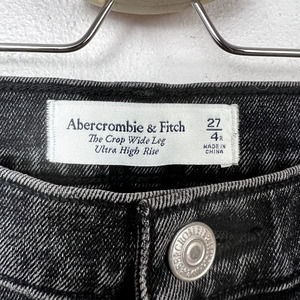 Abercrombie & Fitch
The Crop Wide Leg
Ultra High Rise
27
4R
MADE IN
CHINA